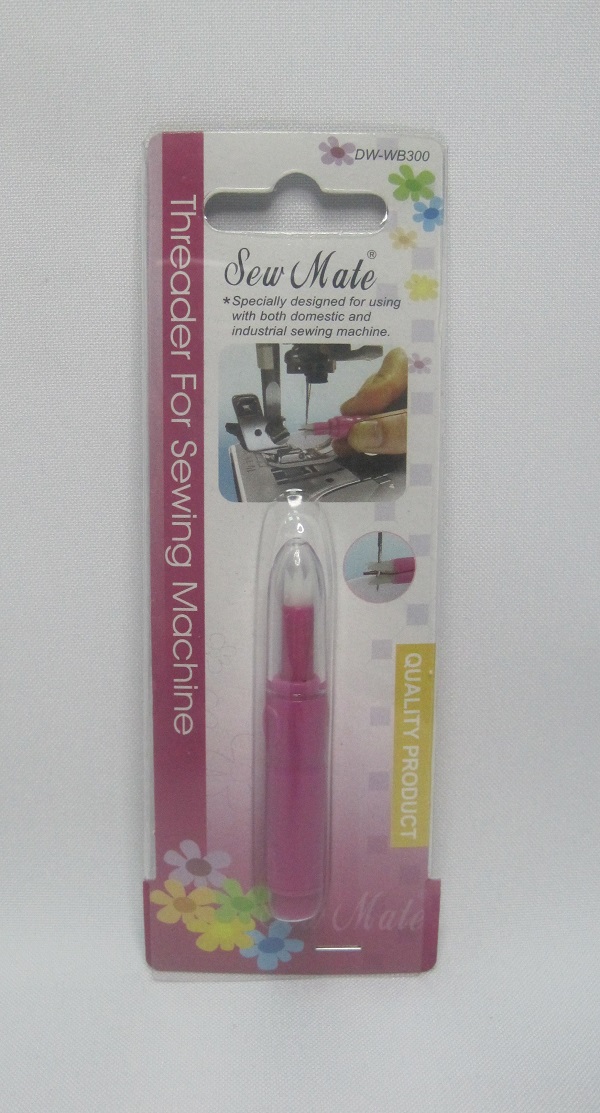 DW-WB300
Sew Mate®
*Specially designed for using
with both domestic and
industrial sewing machine.
Threader For Sewing Machine
QUALITY PRODUCT
Mate